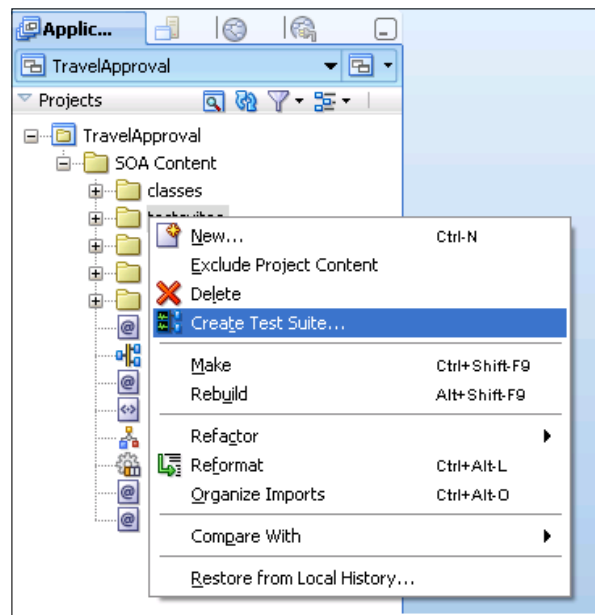 Applic...
TravelApproval
Projects
TravelApproval
SOA Content
classes
New... Ctrl-N
Exclude Project Content
Delete
Create Test Suite...
Make Ctrl+Shift-F9
Rebuild Alt+Shift-F9
Refactor
Reformat Ctrl+Alt-L
Organize Imports Ctrl+Alt-O
Compare With
Restore from Local History...